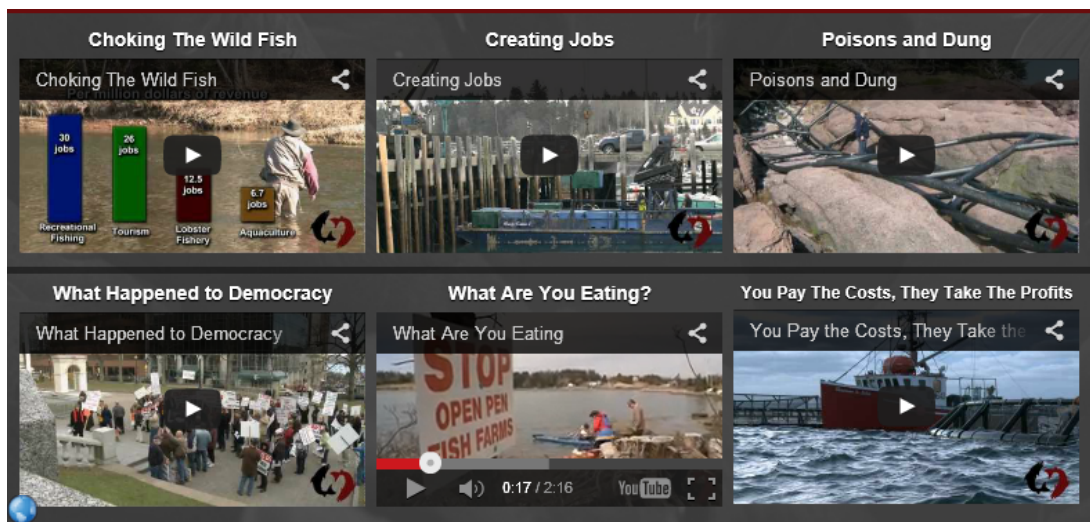 Choking The Wild Fish
Creating Jobs
Poisons and Dung
Choking The Wild Fish
Creating Jobs
Poisons and Dung
Per million dollars of revenue
30
jobs
26
jobs
12.5
jobs
6.7
jobs
Recreational
Fishing
Tourism
Lobster
Fishery
Aquaculture
What Happened to Democracy
What Are You Eating?
You Pay The Costs, They Take The Profits
What Happened to Democracy
What Are You Eating
You Pay the Costs, They Take the
STOP
OPEN PEN
FISH FARMS
0:17 / 2:16
YouTube